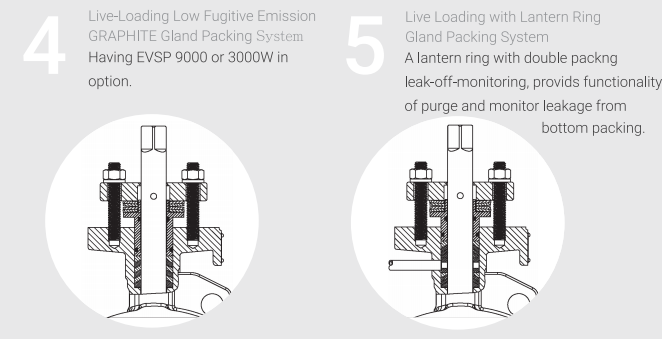 4
Live-Loading Low Fugitive Emission
GRAPHITE Gland Packing System
Having EVSP 9000 or 3000W in
option.
5
Live Loading with Lantern Ring
Gland Packing System
A lantern ring with double packng
leak-off-monitoring, provids functionality
of purge and monitor leakage from
bottom packing.